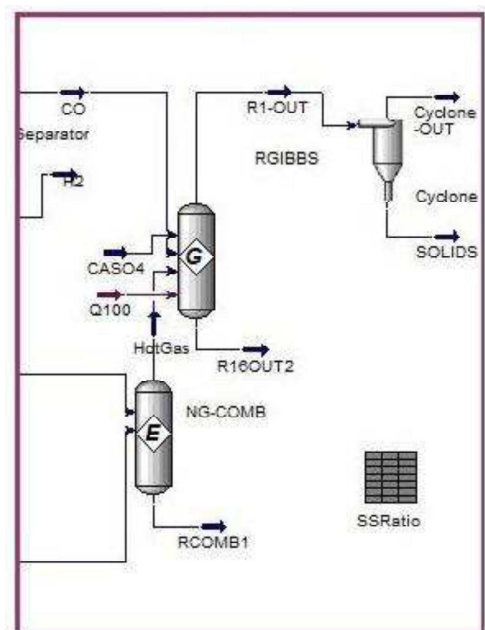 CO
R1-OUT
Cyclone
-OUT
Separator
RGIBBS
H2
Cyclone
G
SOLIDS
CASO4
Q100
HotGas
R16OUT2
NG-COMB
E
SSRatio
RCOMB1